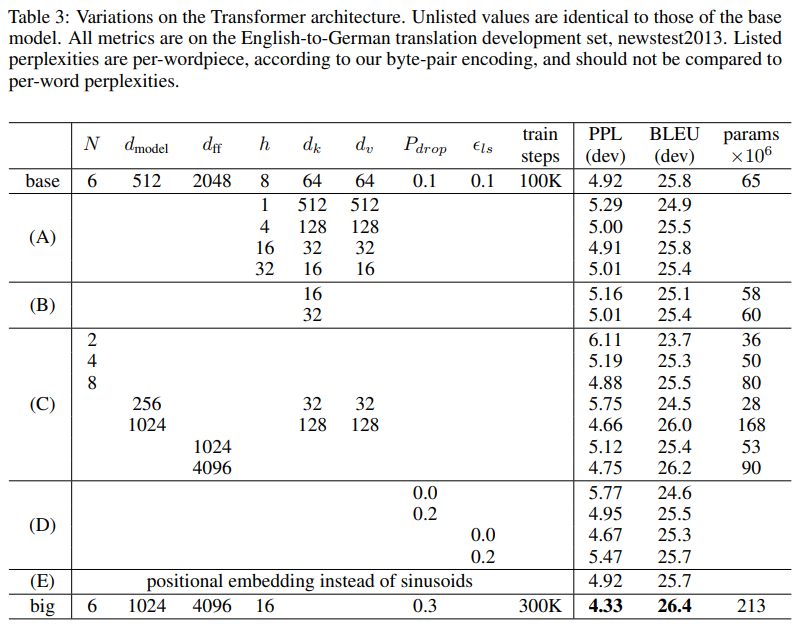 Table 3: Variations on the Transformer architecture. Unlisted values are identical to those of the base
model. All metrics are on the English-to-German translation development set, newstest2013. Listed
perplexities are per-wordpiece, according to our byte-pair encoding, and should not be compared to
per-word perplexities.
N d_model d_ff h d_k d_v P_drop ϵ_ls train steps PPL (dev) BLEU (dev) params ×10^6
base 6 512 2048 8 64 64 0.1 0.1 100K 4.92 25.8 65
(A)
1 512 512 5.29 24.9
4 128 128 5.00 25.5
16 32 32 4.91 25.8
32 16 16 5.01 25.4
(B)
16 5.16 25.1 58
32 5.01 25.4 60
(C)
2 6.11 23.7 36
4 5.19 25.3 50
8 4.88 25.5 80
256 32 32 5.75 24.5 28
1024 128 128 4.66 26.0 168
1024 5.12 25.4 53
4096 4.75 26.2 90
(D)
0.0 5.77 24.6
0.2 4.95 25.5
0.0 4.67 25.3
0.2 5.47 25.7
(E) positional embedding instead of sinusoids 4.92 25.7
big 6 1024 4096 16 0.3 300K 4.33 26.4 213